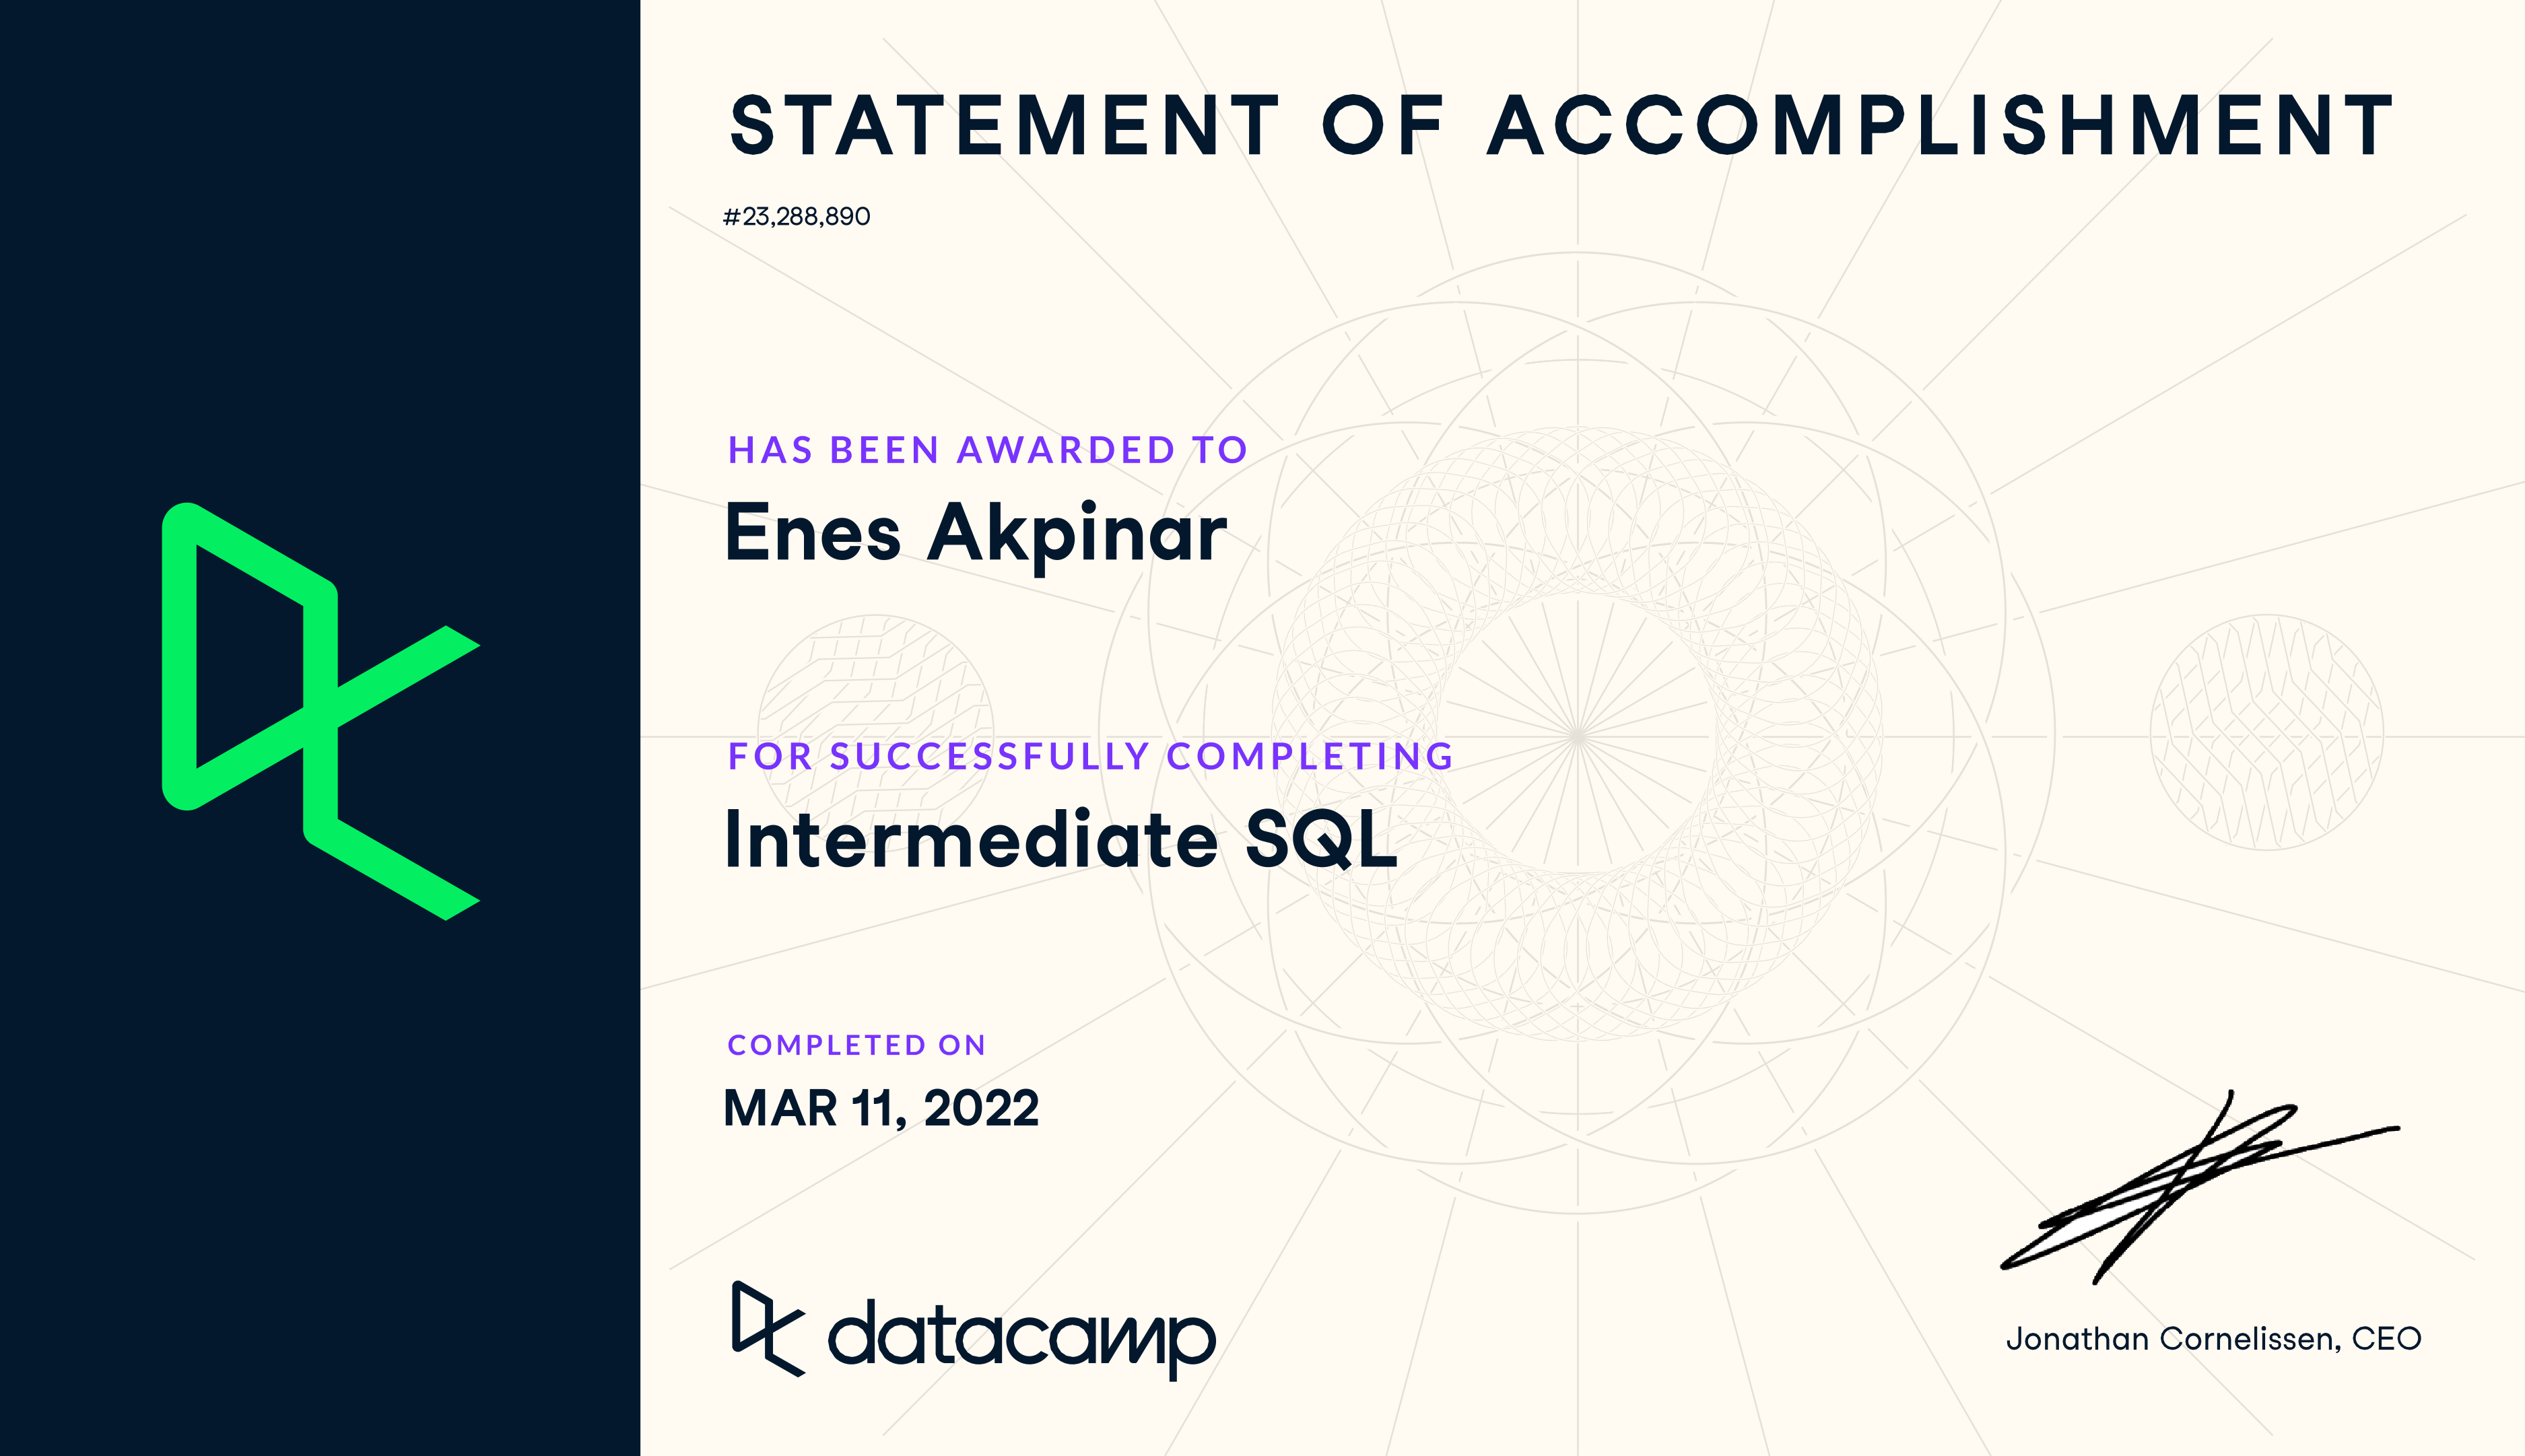 STATEMENT OF ACCOMPLISHMENT
#23,288,890
HAS BEEN AWARDED TO
Enes Akpinar
FOR SUCCESSFULLY COMPLETING
Intermediate SQL
COMPLETED ON
MAR 11, 2022
datacamp
Jonathan Cornelissen, CEO